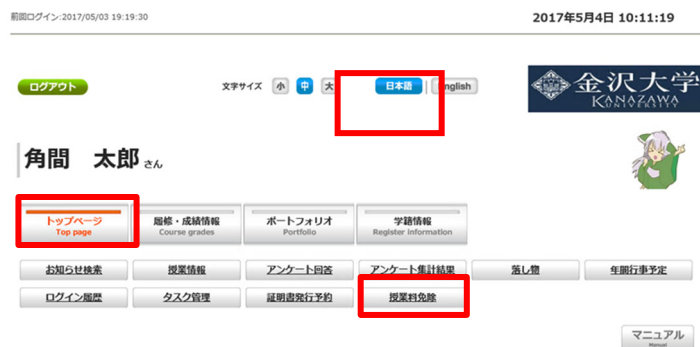 前回ログイン:2017/05/03 19:19:30 2017年5月4日 10:11:19
ログアウト 文字サイズ 小 中 大 日本語 English 金沢大学
KANAZAWA
UNIVERSITY
角間 太郎 さん
トップページ 履修・成績情報 ポートフォリオ 学籍情報
Top page Course grades Portfolio Register Information
お知らせ検索 授業情報 アンケート回答 アンケート集計結果 落し物 年間行事予定
ログイン履歴 タスク管理 証明書発行予約 授業料免除
マニュアル
Manual